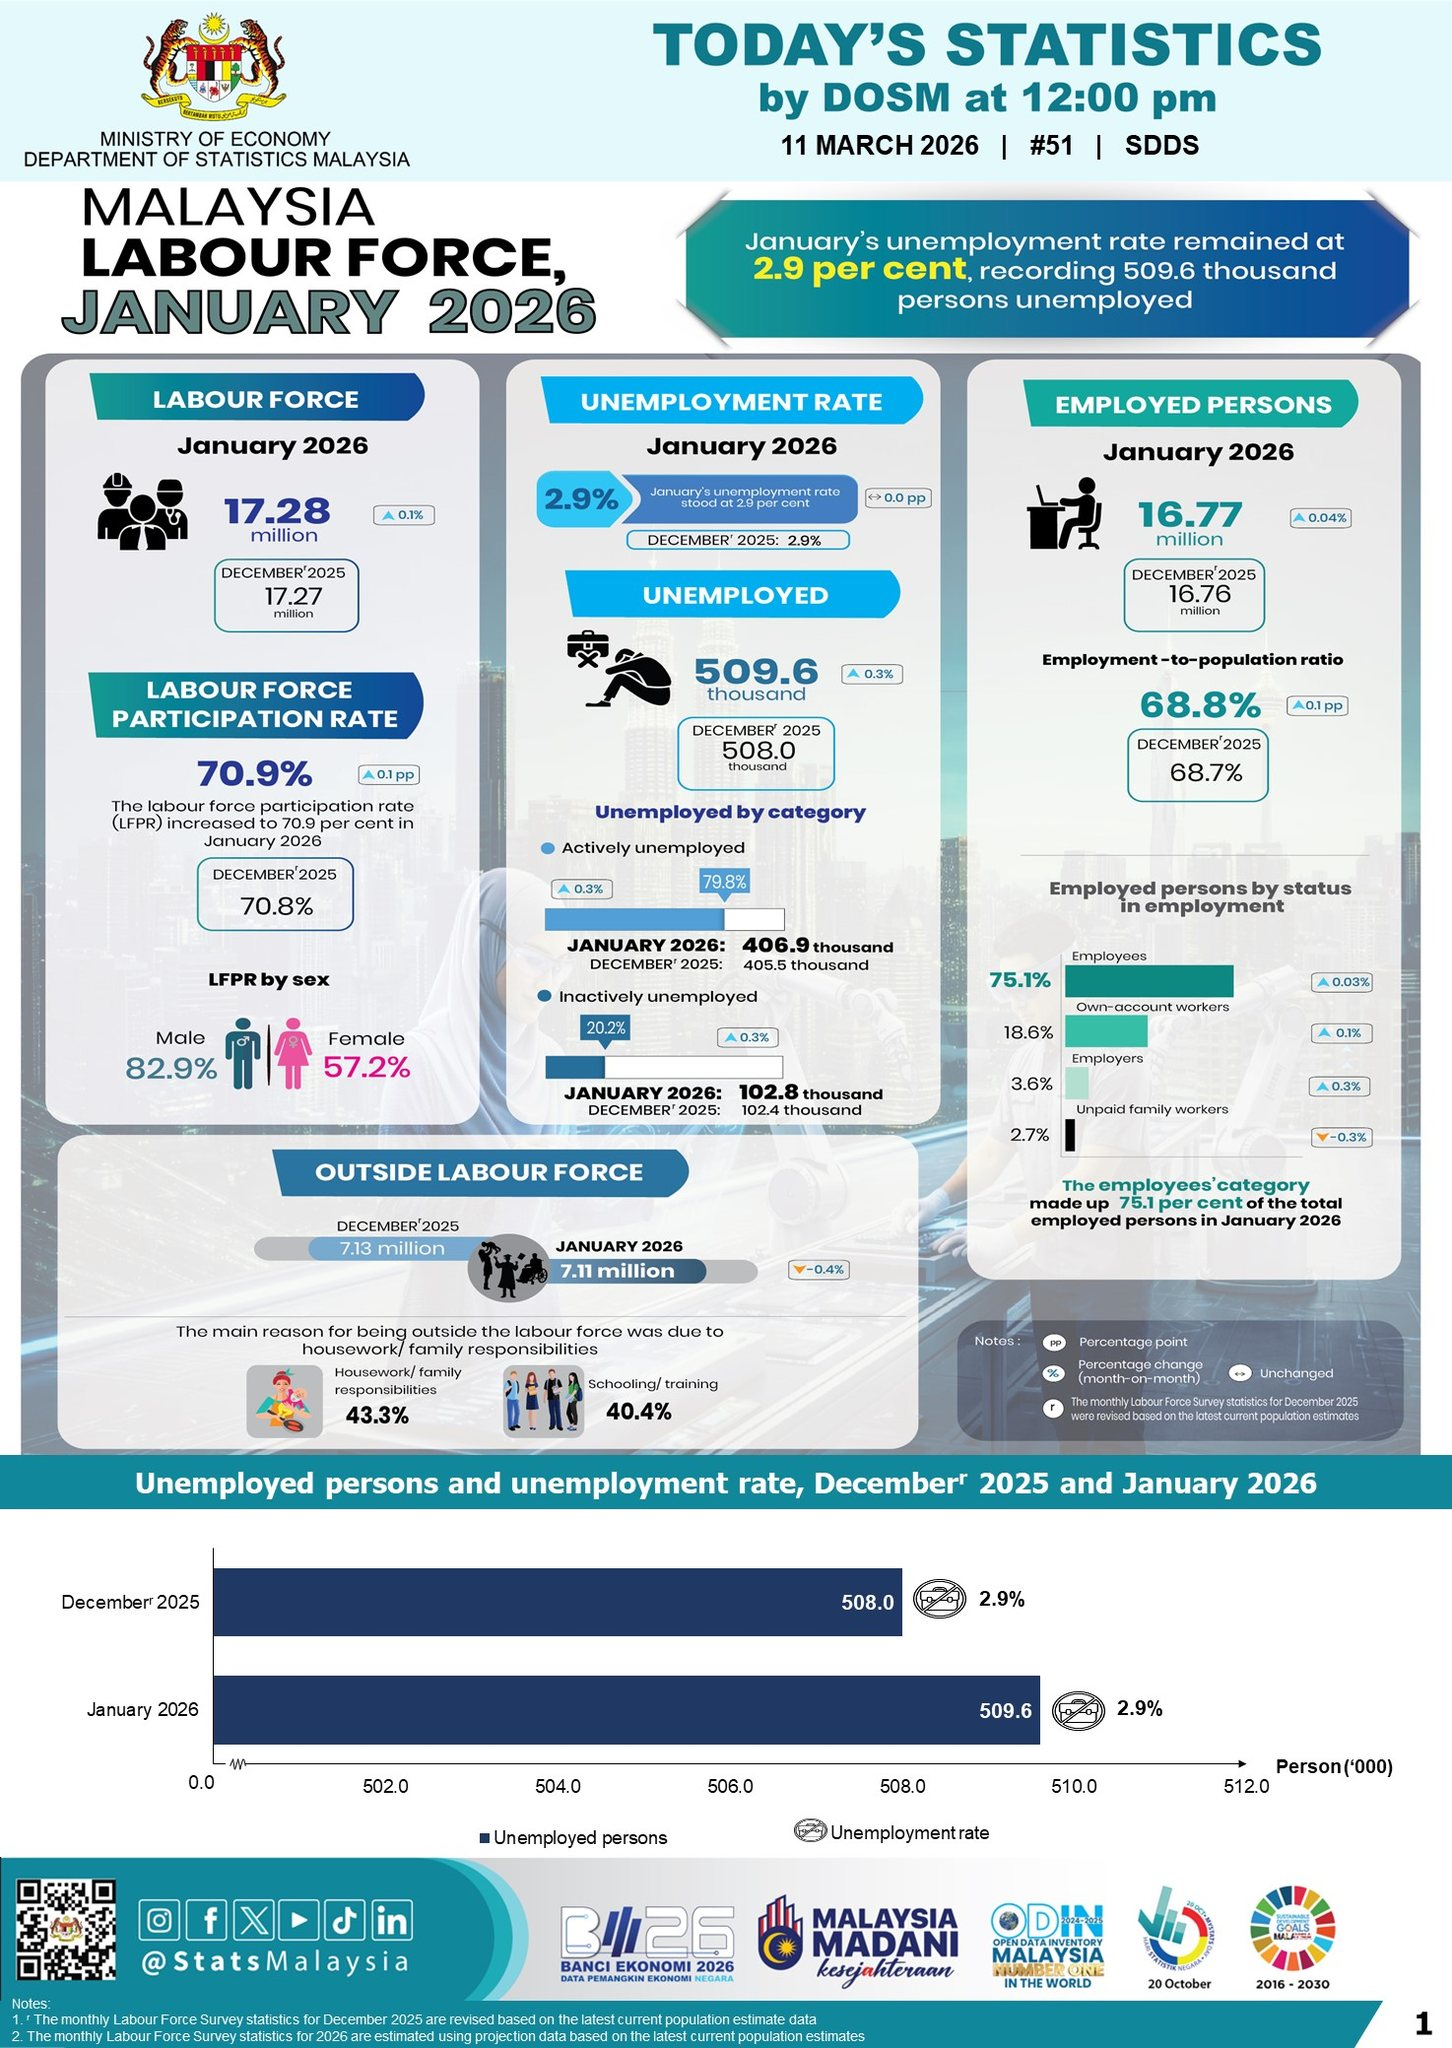 MINISTRY OF ECONOMY
DEPARTMENT OF STATISTICS MALAYSIA
TODAY'S STATISTICS
by DOSM at 12:00 pm
11 MARCH 2026 | #51 | SDDS
MALAYSIA
LABOUR FORCE,
JANUARY 2026
January's unemployment rate remained at
2.9 per cent, recording 509.6 thousand
persons unemployed
LABOUR FORCE
January 2026
17.28
million
0.1%
DECEMBERʳ 2025
17.27
million
LABOUR FORCE
PARTICIPATION RATE
70.9%
0.1 pp
The labour force participation rate
(LFPR) increased to 70.9 per cent in
January 2026
DECEMBERʳ 2025
70.8%
LFPR by sex
Male
82.9%
Female
57.2%
UNEMPLOYMENT RATE
January 2026
2.9%
January's unemployment rate
stood at 2.9 per cent
↔ 0.0 pp
DECEMBERʳ 2025: 2.9%
UNEMPLOYED
509.6
thousand
0.3%
DECEMBERʳ 2025
508.0
thousand
Unemployed by category
Actively unemployed
0.3%
79.8%
JANUARY 2026: 406.9 thousand
DECEMBERʳ 2025: 405.5 thousand
Inactively unemployed
20.2%
0.3%
JANUARY 2026: 102.8 thousand
DECEMBERʳ 2025: 102.4 thousand
EMPLOYED PERSONS
January 2026
16.77
million
0.04%
DECEMBERʳ 2025
16.76
million
Employment -to-population ratio
68.8%
0.1 pp
DECEMBERʳ 2025
68.7%
Employed persons by status
in employment
Employees
75.1%
0.03%
Own-account workers
18.6%
0.1%
Employers
3.6%
0.3%
Unpaid family workers
2.7%
-0.3%
The employees' category
made up 75.1 per cent of the total
employed persons in January 2026
OUTSIDE LABOUR FORCE
DECEMBERʳ 2025
7.13 million
JANUARY 2026
7.11 million
-0.4%
The main reason for being outside the labour force was due to
housework/ family responsibilities
Housework/ family
responsibilities
43.3%
Schooling/ training
40.4%
Notes :
pp Percentage point
% Percentage change
(month-on-month)
↔ Unchanged
r The monthly Labour Force Survey statistics for December 2025
were revised based on the latest current population estimates
Unemployed persons and unemployment rate, Decemberʳ 2025 and January 2026
Decemberʳ 2025
508.0
2.9%
January 2026
509.6
2.9%
0.0 502.0 504.0 506.0 508.0 510.0 512.0
Person ('000)
Unemployed persons
Unemployment rate
@StatsMalaysia
BANCI EKONOMI 2026
DATA PEMANGKIN EKONOMI NEGARA
MALAYSIA
MADANI
kesejahteraan
ODIN
2024-2025
OPEN DATA INVENTORY
MALAYSIA
NUMBER ONE
IN THE WORLD
20 October
SUSTAINABLE
DEVELOPMENT
GOALS
MALAYSIA
2016 - 2030
Notes:
1. ʳ The monthly Labour Force Survey statistics for December 2025 are revised based on the latest current population estimate data
2. The monthly Labour Force Survey statistics for 2026 are estimated using projection data based on the latest current population estimates
1